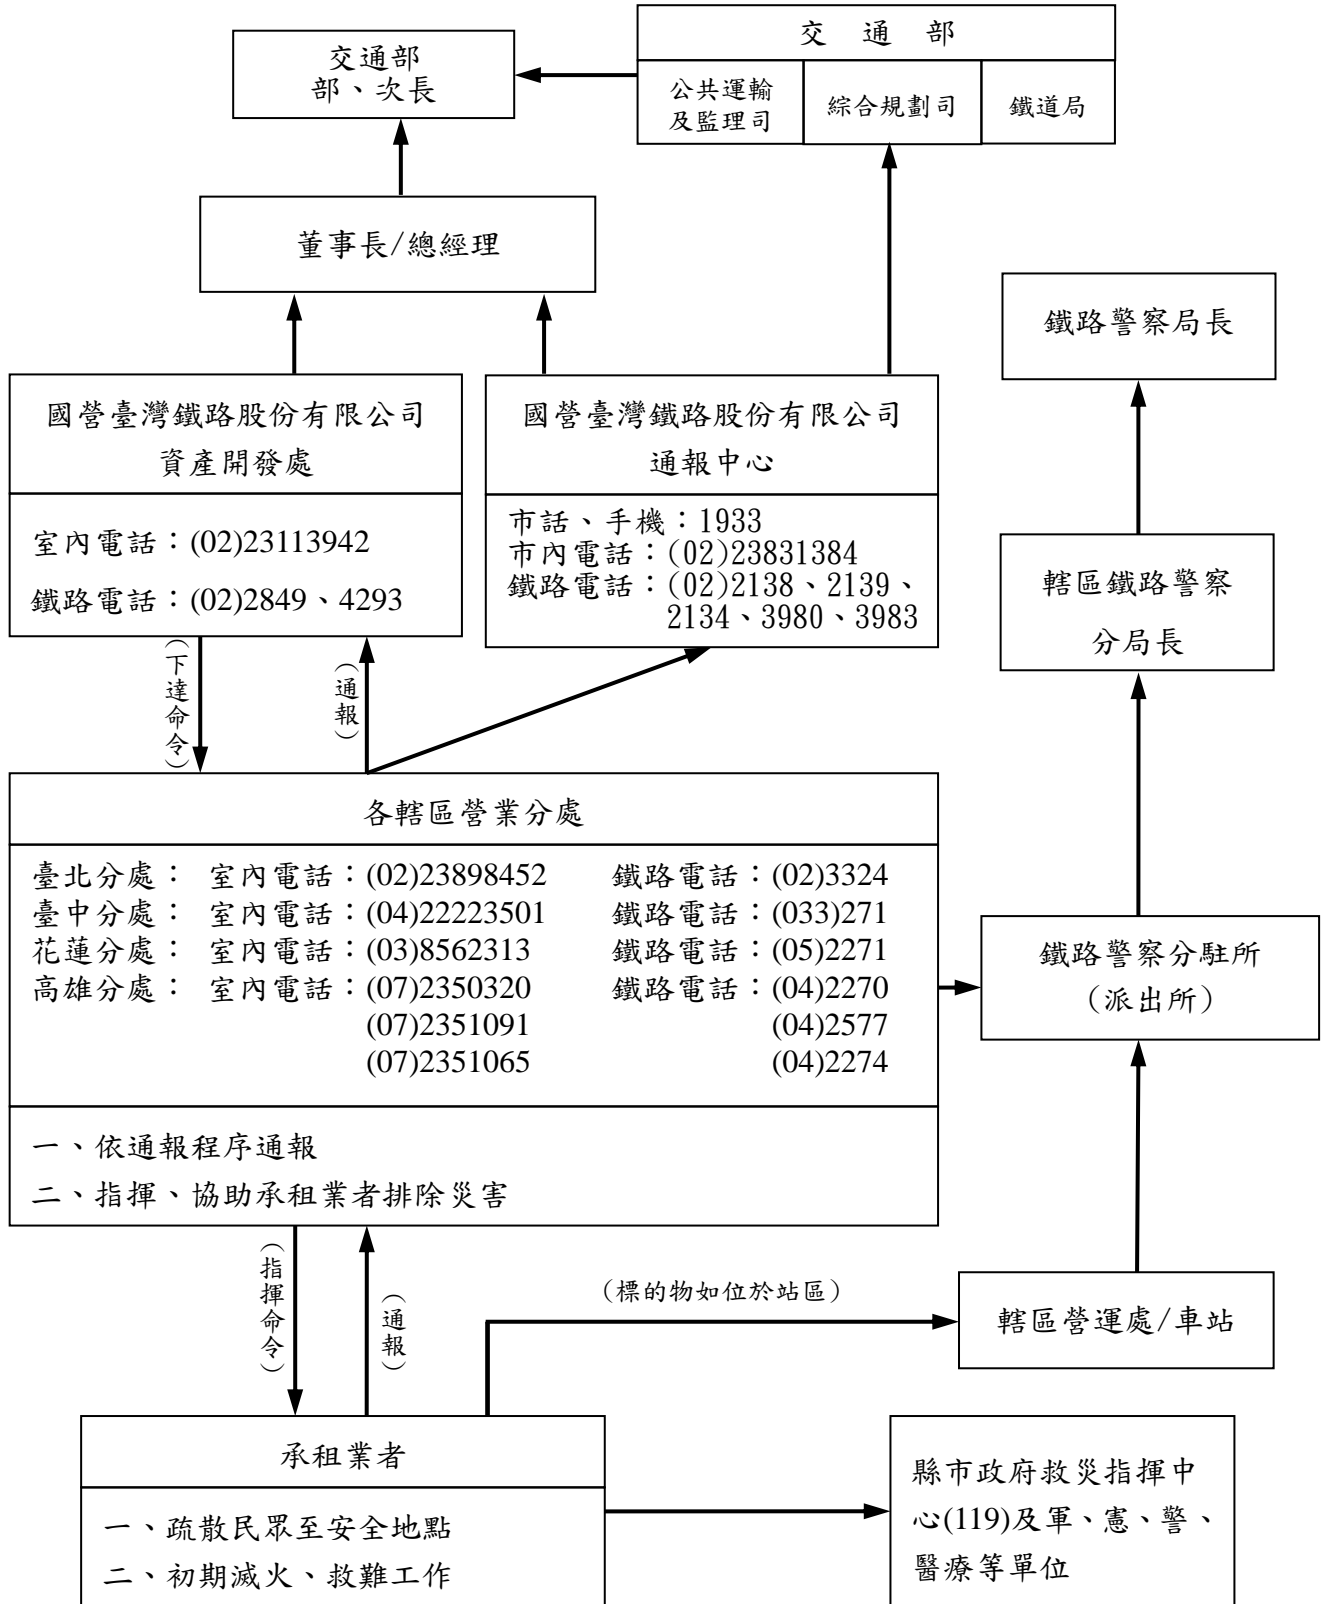 交通部
部、次長
交 通 部
公共運輸
及監理司
綜合規劃司
鐵道局
董事長/總經理
鐵路警察局長
國營臺灣鐵路股份有限公司
資產開發處
室內電話：(02)23113942
鐵路電話：(02)2849、4293
國營臺灣鐵路股份有限公司
通報中心
市話、手機：1933
市內電話：(02)23831384
鐵路電話：(02)2138、2139、
2134、3980、3983
轄區鐵路警察
分局長
（下達命令）
（通報）
各轄區營業分處
臺北分處： 室內電話：(02)23898452 鐵路電話：(02)3324
臺中分處： 室內電話：(04)22223501 鐵路電話：(033)271
花蓮分處： 室內電話：(03)8562313 鐵路電話：(05)2271
高雄分處： 室內電話：(07)2350320 鐵路電話：(04)2270
(07)2351091 (04)2577
(07)2351065 (04)2274
一、依通報程序通報
二、指揮、協助承租業者排除災害
鐵路警察分駐所
（派出所）
（指揮命令）
（通報）
（標的物如位於站區）
轄區營運處/車站
承租業者
一、疏散民眾至安全地點
二、初期滅火、救難工作
縣市政府救災指揮中
心(119)及軍、憲、警、
醫療等單位